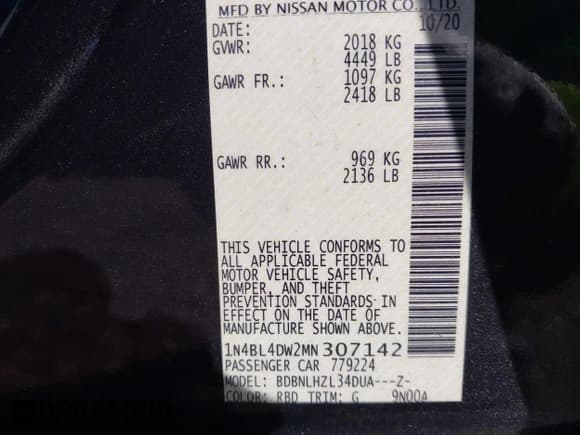 MFD BY NISSAN MOTOR CO., LTD.
DATE: 10/20
GVWR: 2018 KG
4449 LB
GAWR FR.: 1097 KG
2418 LB
GAWR RR.: 969 KG
2136 LB
THIS VEHICLE CONFORMS TO
ALL APPLICABLE FEDERAL
MOTOR VEHICLE SAFETY,
BUMPER, AND THEFT
PREVENTION STANDARDS IN
EFFECT ON THE DATE OF
MANUFACTURE SHOWN ABOVE.
1N4BL4DW2MN307142
PASSENGER CAR 779224
MODEL: BDBNLHZL34DUA---Z-
COLOR: RBD TRIM: G 9N00A